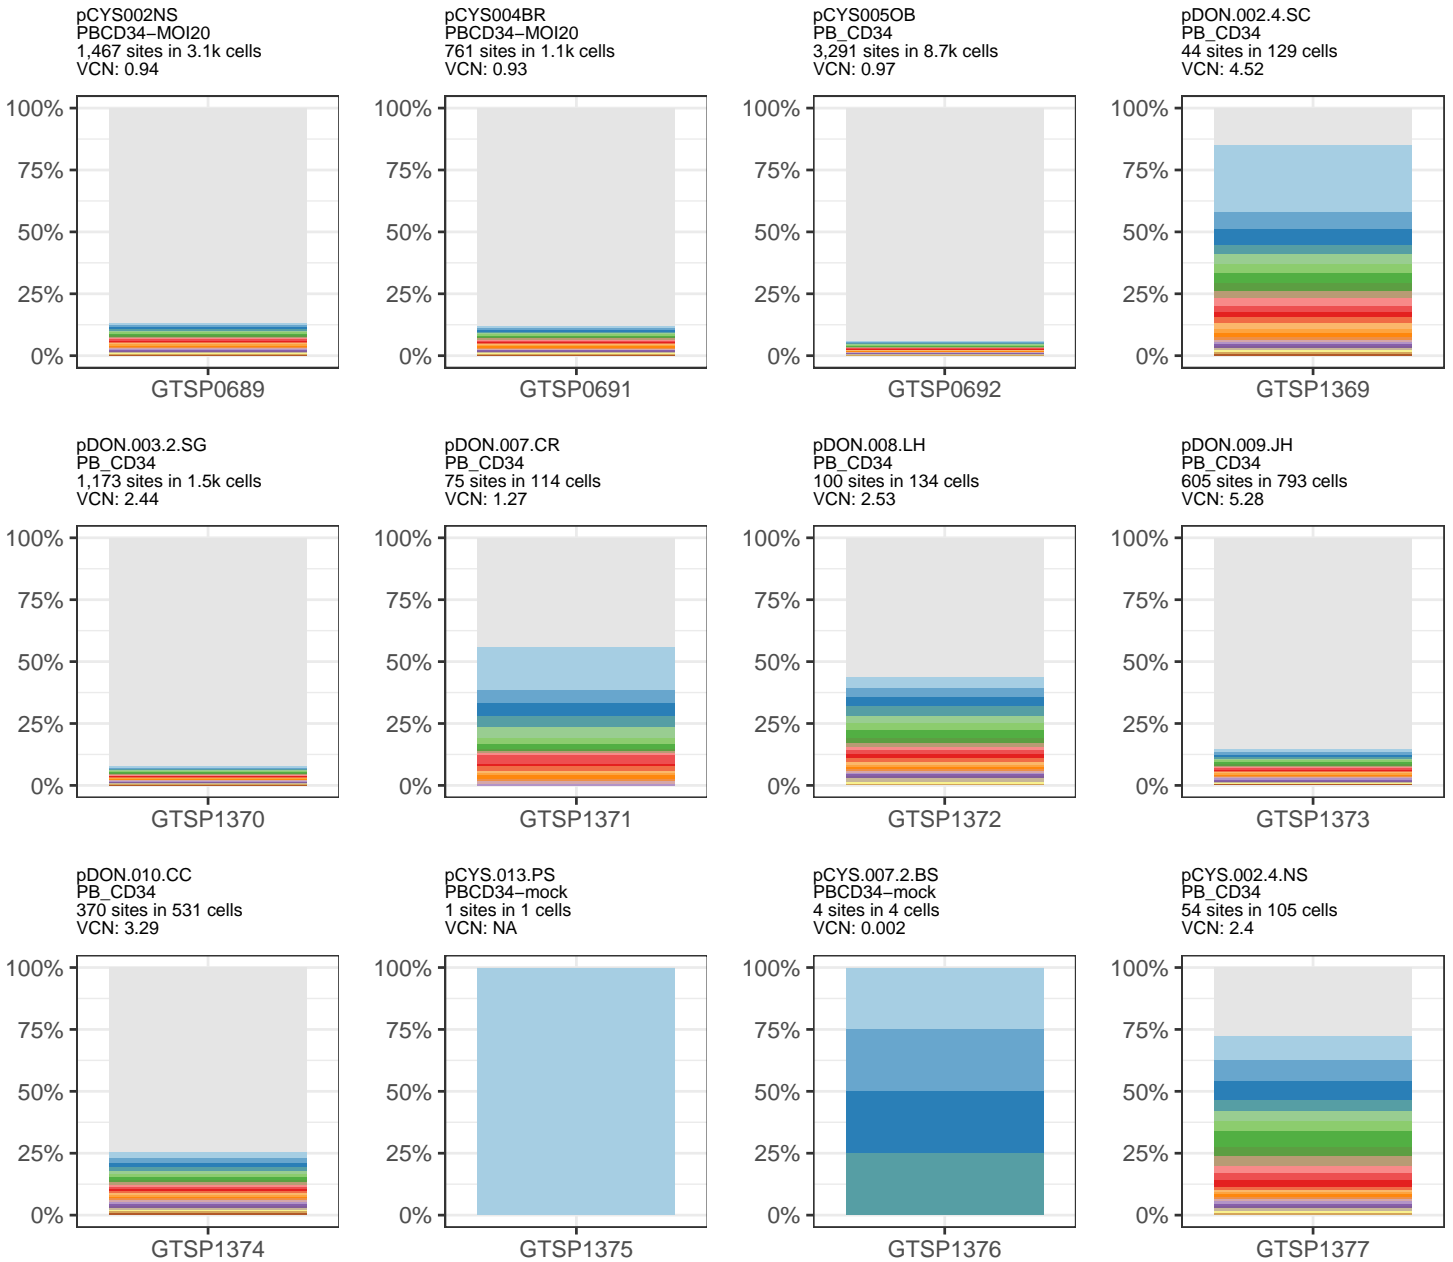 pCYS002NS
PBCD34−MOI20
1,467 sites in 3.1k cells
VCN: 0.94
100%
75%
50%
25%
0%
GTSP0689
pCYS004BR
PBCD34−MOI20
761 sites in 1.1k cells
VCN: 0.93
100%
75%
50%
25%
0%
GTSP0691
pCYS005OB
PB_CD34
3,291 sites in 8.7k cells
VCN: 0.97
100%
75%
50%
25%
0%
GTSP0692
pDON.002.4.SC
PB_CD34
44 sites in 129 cells
VCN: 4.52
100%
75%
50%
25%
0%
GTSP1369
pDON.003.2.SG
PB_CD34
1,173 sites in 1.5k cells
VCN: 2.44
100%
75%
50%
25%
0%
GTSP1370
pDON.007.CR
PB_CD34
75 sites in 114 cells
VCN: 1.27
100%
75%
50%
25%
0%
GTSP1371
pDON.008.LH
PB_CD34
100 sites in 134 cells
VCN: 2.53
100%
75%
50%
25%
0%
GTSP1372
pDON.009.JH
PB_CD34
605 sites in 793 cells
VCN: 5.28
100%
75%
50%
25%
0%
GTSP1373
pDON.010.CC
PB_CD34
370 sites in 531 cells
VCN: 3.29
100%
75%
50%
25%
0%
GTSP1374
pCYS.013.PS
PBCD34−mock
1 sites in 1 cells
VCN: NA
100%
75%
50%
25%
0%
GTSP1375
pCYS.007.2.BS
PBCD34−mock
4 sites in 4 cells
VCN: 0.002
100%
75%
50%
25%
0%
GTSP1376
pCYS.002.4.NS
PB_CD34
54 sites in 105 cells
VCN: 2.4
100%
75%
50%
25%
0%
GTSP1377